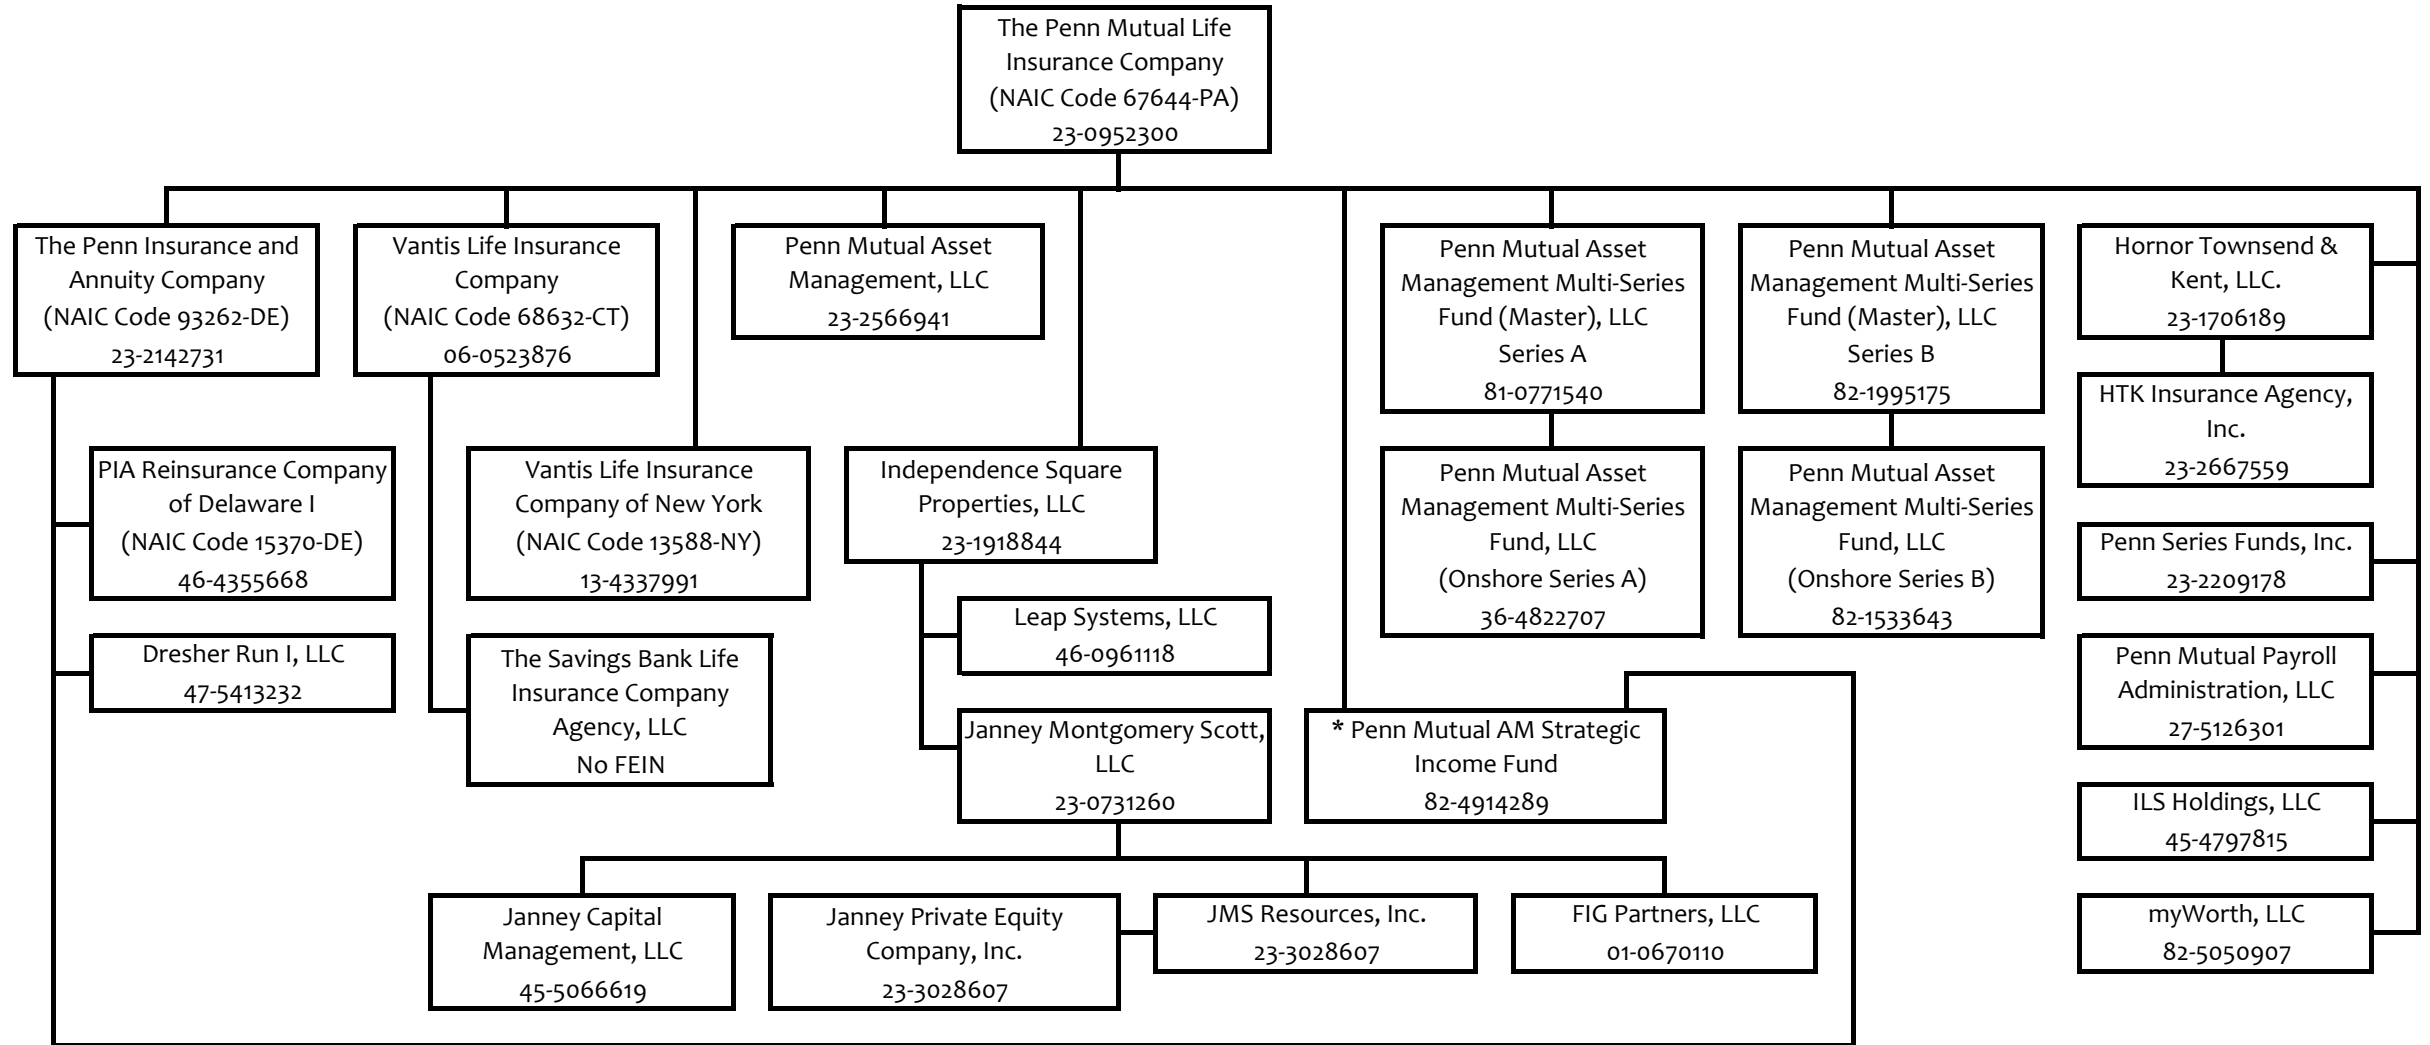 The Penn Mutual Life
Insurance Company
(NAIC Code 67644-PA)
23-0952300
The Penn Insurance and
Annuity Company
(NAIC Code 93262-DE)
23-2142731
Vantis Life Insurance
Company
(NAIC Code 68632-CT)
06-0523876
Penn Mutual Asset
Management, LLC
23-2566941
Penn Mutual Asset
Management Multi-Series
Fund (Master), LLC
Series A
81-0771540
Penn Mutual Asset
Management Multi-Series
Fund (Master), LLC
Series B
82-1995175
Hornor Townsend &
Kent, LLC.
23-1706189
HTK Insurance Agency,
Inc.
23-2667559
PIA Reinsurance Company
of Delaware I
(NAIC Code 15370-DE)
46-4355668
Vantis Life Insurance
Company of New York
(NAIC Code 13588-NY)
13-4337991
Independence Square
Properties, LLC
23-1918844
Penn Mutual Asset
Management Multi-Series
Fund, LLC
(Onshore Series A)
36-4822707
Penn Mutual Asset
Management Multi-Series
Fund, LLC
(Onshore Series B)
82-1533643
Penn Series Funds, Inc.
23-2209178
Leap Systems, LLC
46-0961118
Dresher Run I, LLC
47-5413232
The Savings Bank Life
Insurance Company
Agency, LLC
No FEIN
Penn Mutual Payroll
Administration, LLC
27-5126301
Janney Montgomery Scott,
LLC
23-0731260
* Penn Mutual AM Strategic
Income Fund
82-4914289
ILS Holdings, LLC
45-4797815
Janney Capital
Management, LLC
45-5066619
Janney Private Equity
Company, Inc.
23-3028607
JMS Resources, Inc.
23-3028607
FIG Partners, LLC
01-0670110
myWorth, LLC
82-5050907